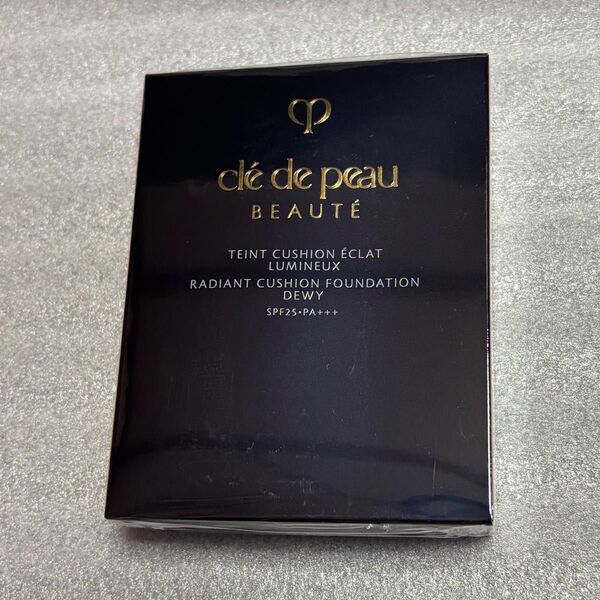 clé de peau
BEAUTÉ
TEINT CUSHION ÉCLAT
LUMINEUX
RADIANT CUSHION FOUNDATION
DEWY
SPF25•PA+++